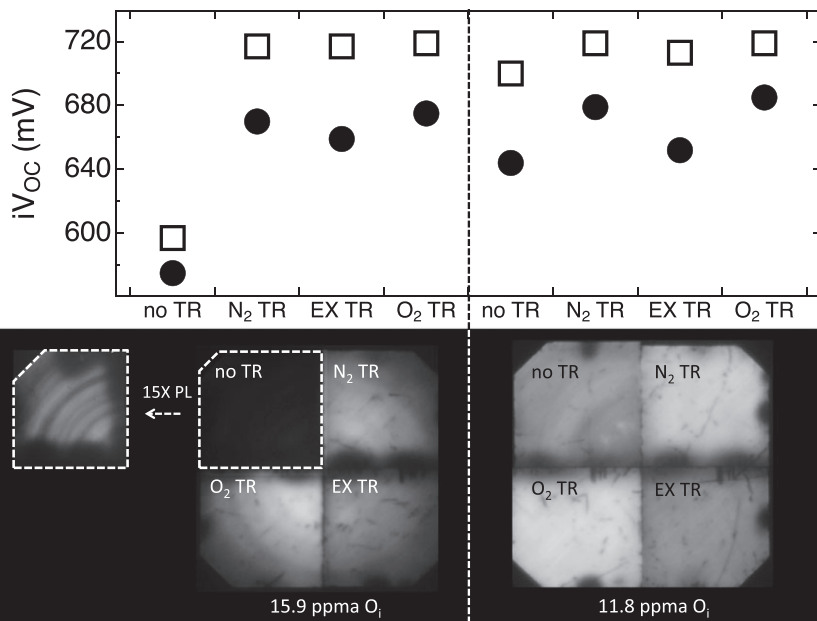 720
680
640
600
iV_OC (mV)
no TR N₂ TR EX TR O₂ TR no TR N₂ TR EX TR O₂ TR
15X PL
no TR N₂ TR
O₂ TR EX TR
no TR N₂ TR
O₂ TR EX TR
15.9 ppma Oᵢ 11.8 ppma Oᵢ